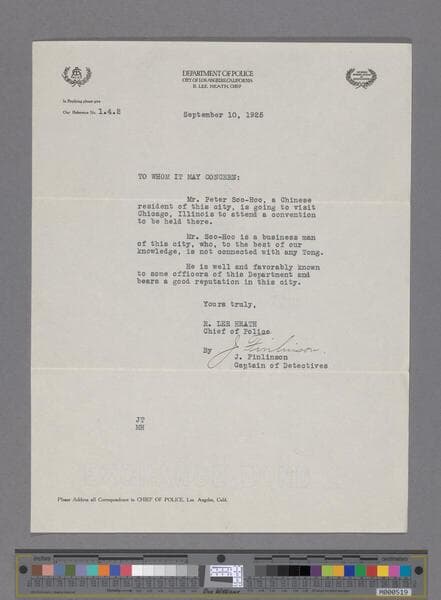 DEPARTMENT OF POLICE
CITY OF LOS ANGELES, CALIFORNIA
R. LEE HEATH, CHIEF
In Replying please give
Our Reference No. 1.4.2
September 10, 1925
TO WHOM IT MAY CONCERN:
Mr. Peter Soo-Hoo, a Chinese
resident of this city, is going to visit
Chicago, Illinois to attend a convention
to be held there.
Mr. Soo-Hoo is a business man
of this city, who, to the best of our
knowledge, is not connected with any Tong.
He is well and favorably known
to some officers of this Department and
bears a good reputation in this city.
Yours truly,
R. LEE HEATH
Chief of Police
By J. Finlinson.
J. Finlinson
Captain of Detectives
JT
MH
Please Address all Correspondence to CHIEF OF POLICE, Los Angeles, Calif.
inches
centimeters
Don Williams
M000519